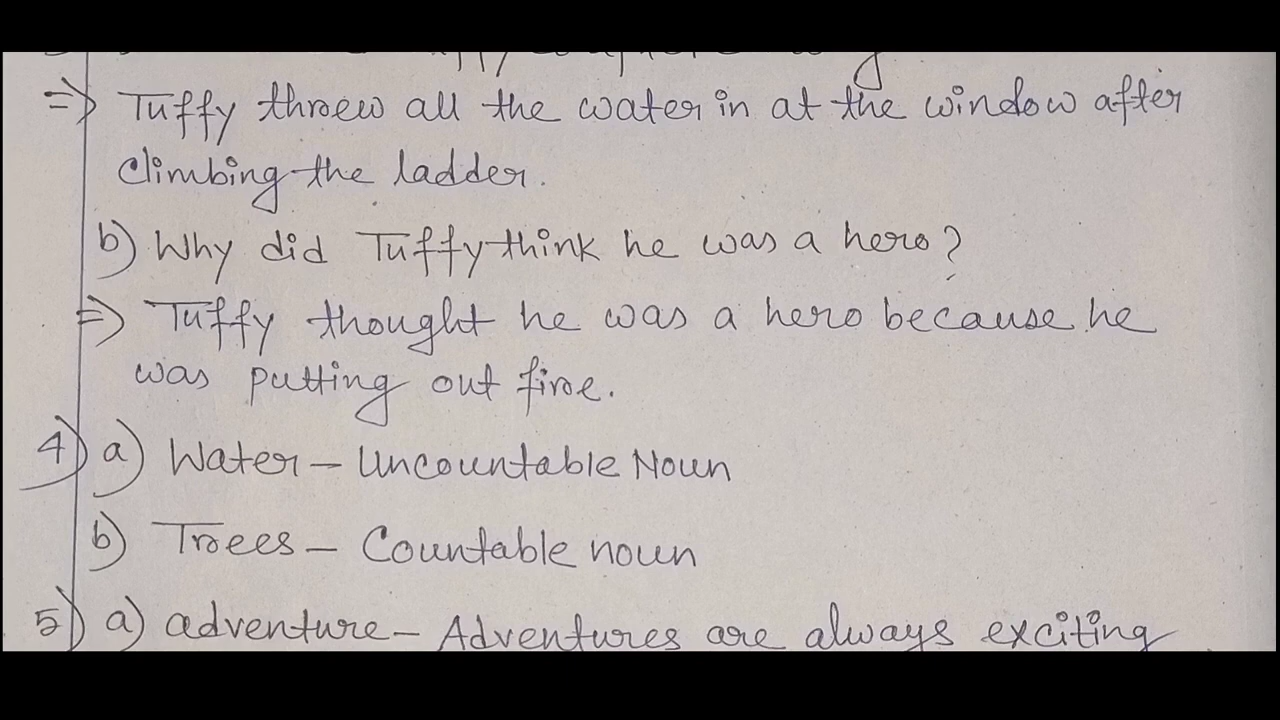 => Tuffy threw all the water in at the window after
climbing the ladder.
b) Why did Tuffy think he was a hero?
=> Tuffy thought he was a hero because he
was putting out fire.
4) a) Water - Uncountable Noun
b) Trees - Countable noun
5) a) adventure - Adventures are always exciting